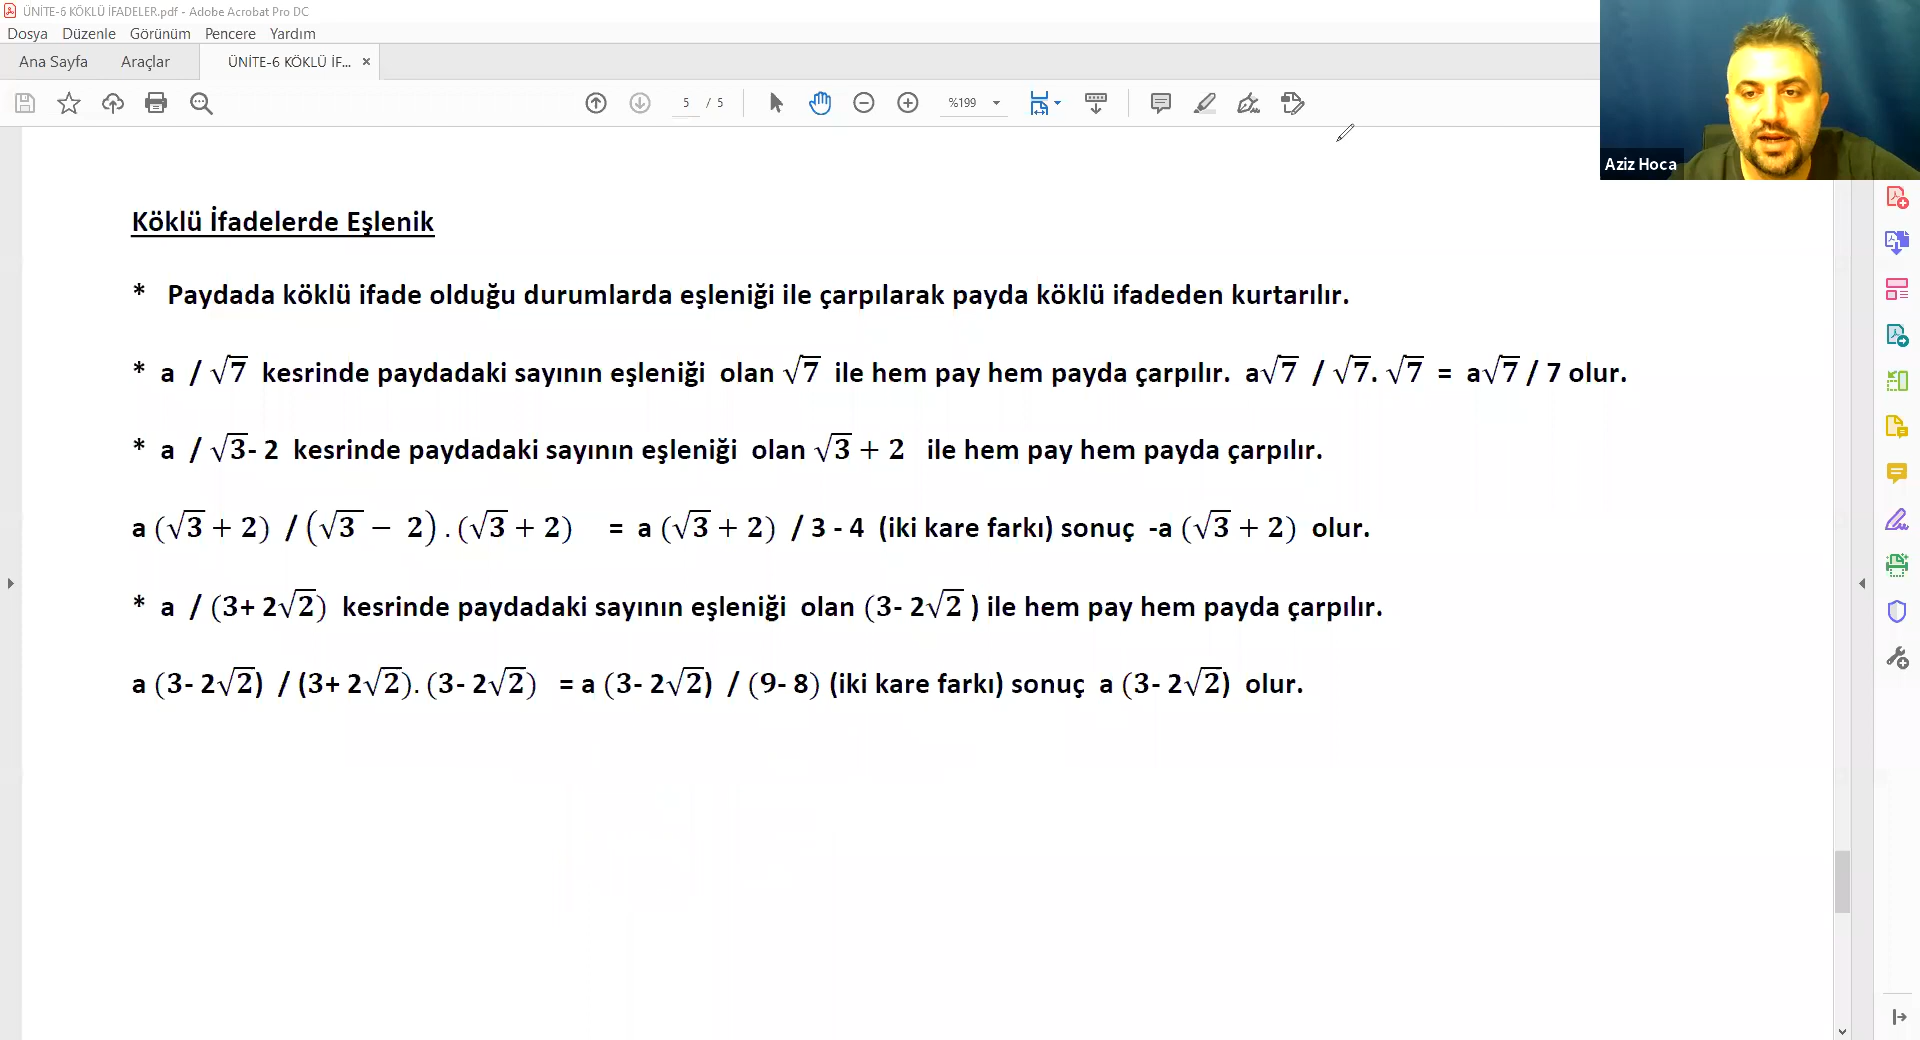 ÜNİTE-6 KÖKLÜ İFADELER.pdf - Adobe Acrobat Pro DC
Dosya Düzenle Görünüm Pencere Yardım
Ana Sayfa Araçlar ÜNİTE-6 KÖKLÜ İF... ×
5 / 5 %199
Aziz Hoca
Köklü İfadelerde Eşlenik
* Paydada köklü ifade olduğu durumlarda eşleniği ile çarpılarak payda köklü ifadeden kurtarılır.
* a / √7 kesrinde paydadaki sayının eşleniği olan √7 ile hem pay hem payda çarpılır. a√7 / √7. √7 = a√7 / 7 olur.
* a / √3- 2 kesrinde paydadaki sayının eşleniği olan √3 + 2 ile hem pay hem payda çarpılır.
a (√3 + 2) / (√3 − 2) . (√3 + 2) = a (√3 + 2) / 3 - 4 (iki kare farkı) sonuç -a (√3 + 2) olur.
* a / (3+ 2√2) kesrinde paydadaki sayının eşleniği olan (3- 2√2 ) ile hem pay hem payda çarpılır.
a (3- 2√2) / (3+ 2√2). (3- 2√2) = a (3- 2√2) / (9- 8) (iki kare farkı) sonuç a (3- 2√2) olur.